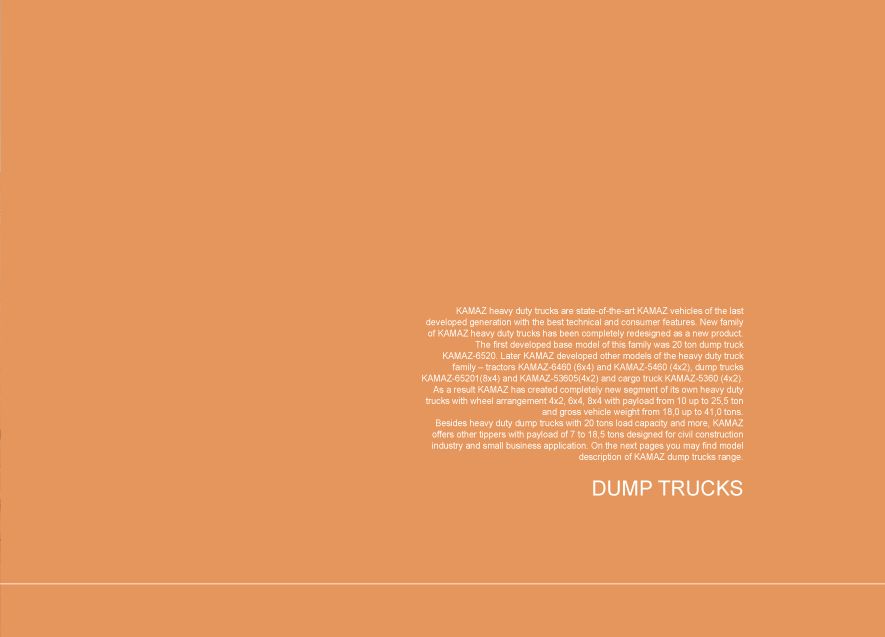 KAMAZ heavy duty trucks are state-of-the-art KAMAZ vehicles of the last
developed generation with the best technical and consumer features. New family
of KAMAZ heavy duty trucks has been completely redesigned as a new product.
The first developed base model of this family was 20 ton dump truck
KAMAZ-6520. Later KAMAZ developed other models of the heavy duty truck
family – tractors KAMAZ-6460 (6x4) and KAMAZ-5460 (4x2), dump trucks
KAMAZ-65201(8x4) and KAMAZ-53605(4x2) and cargo truck KAMAZ-5360 (4x2).
As a result KAMAZ has created completely new segment of its own heavy duty
trucks with wheel arrangement 4x2, 6x4, 8x4 with payload from 10 up to 25,5 ton
and gross vehicle weight from 18,0 up to 41,0 tons.
Besides heavy duty dump trucks with 20 tons load capacity and more, KAMAZ
offers other tippers with payload of 7 to 18,5 tons designed for civil construction
industry and small business application. On the next pages you may find model
description of KAMAZ dump trucks range.
DUMP TRUCKS